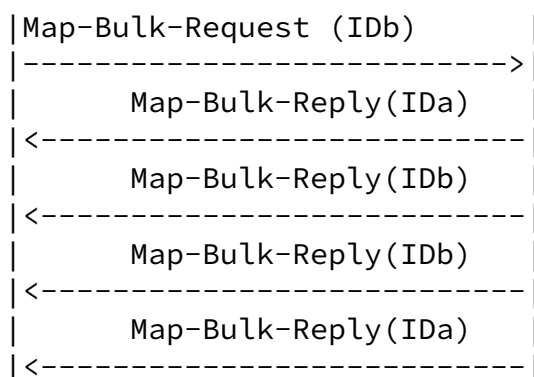 |Map-Bulk-Request (IDb)      |
|--------------------------->|
|      Map-Bulk-Reply(IDa)   |
|<---------------------------|
|      Map-Bulk-Reply(IDb)   |
|<---------------------------|
|      Map-Bulk-Reply(IDb)   |
|<---------------------------|
|      Map-Bulk-Reply(IDa)   |
|<---------------------------|